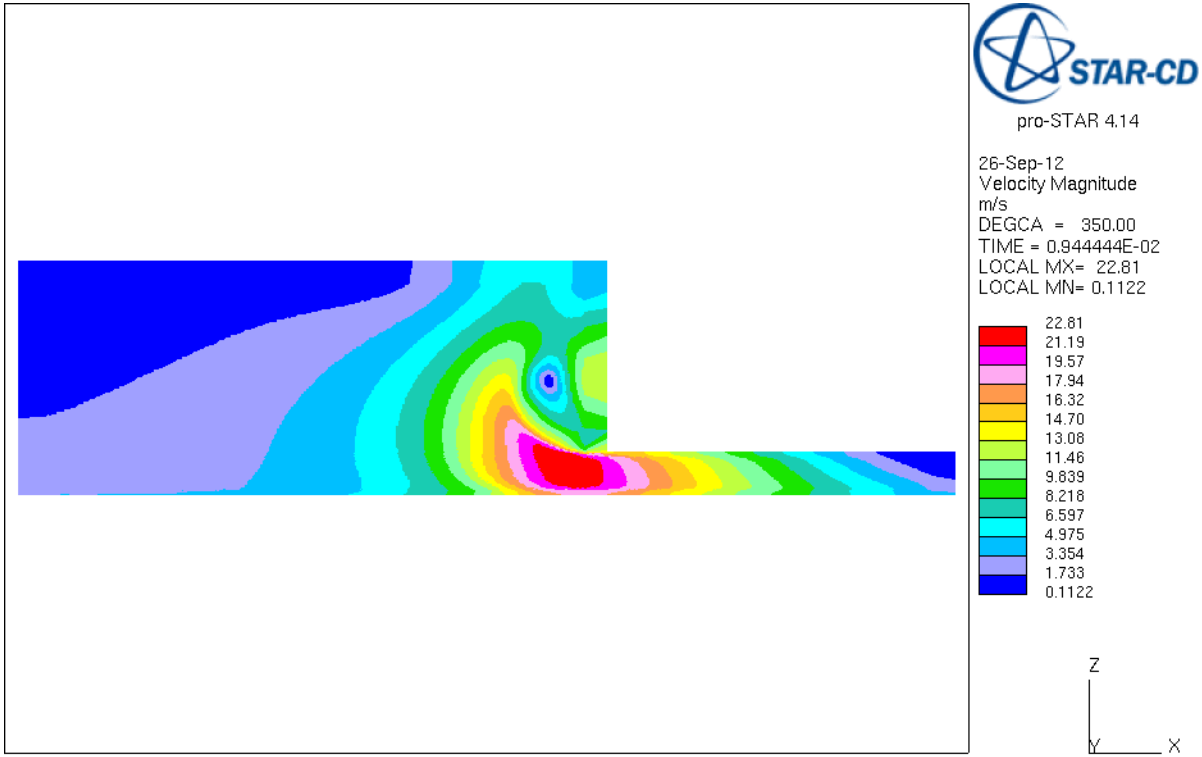 STAR-CD
pro-STAR 4.14
26-Sep-12
Velocity Magnitude
m/s
DEGCA = 350.00
TIME = 0.944444E-02
LOCAL MX= 22.81
LOCAL MN= 0.1122
22.81
21.19
19.57
17.94
16.32
14.70
13.08
11.46
9.839
8.218
6.597
4.975
3.354
1.733
0.1122
Z
Y X